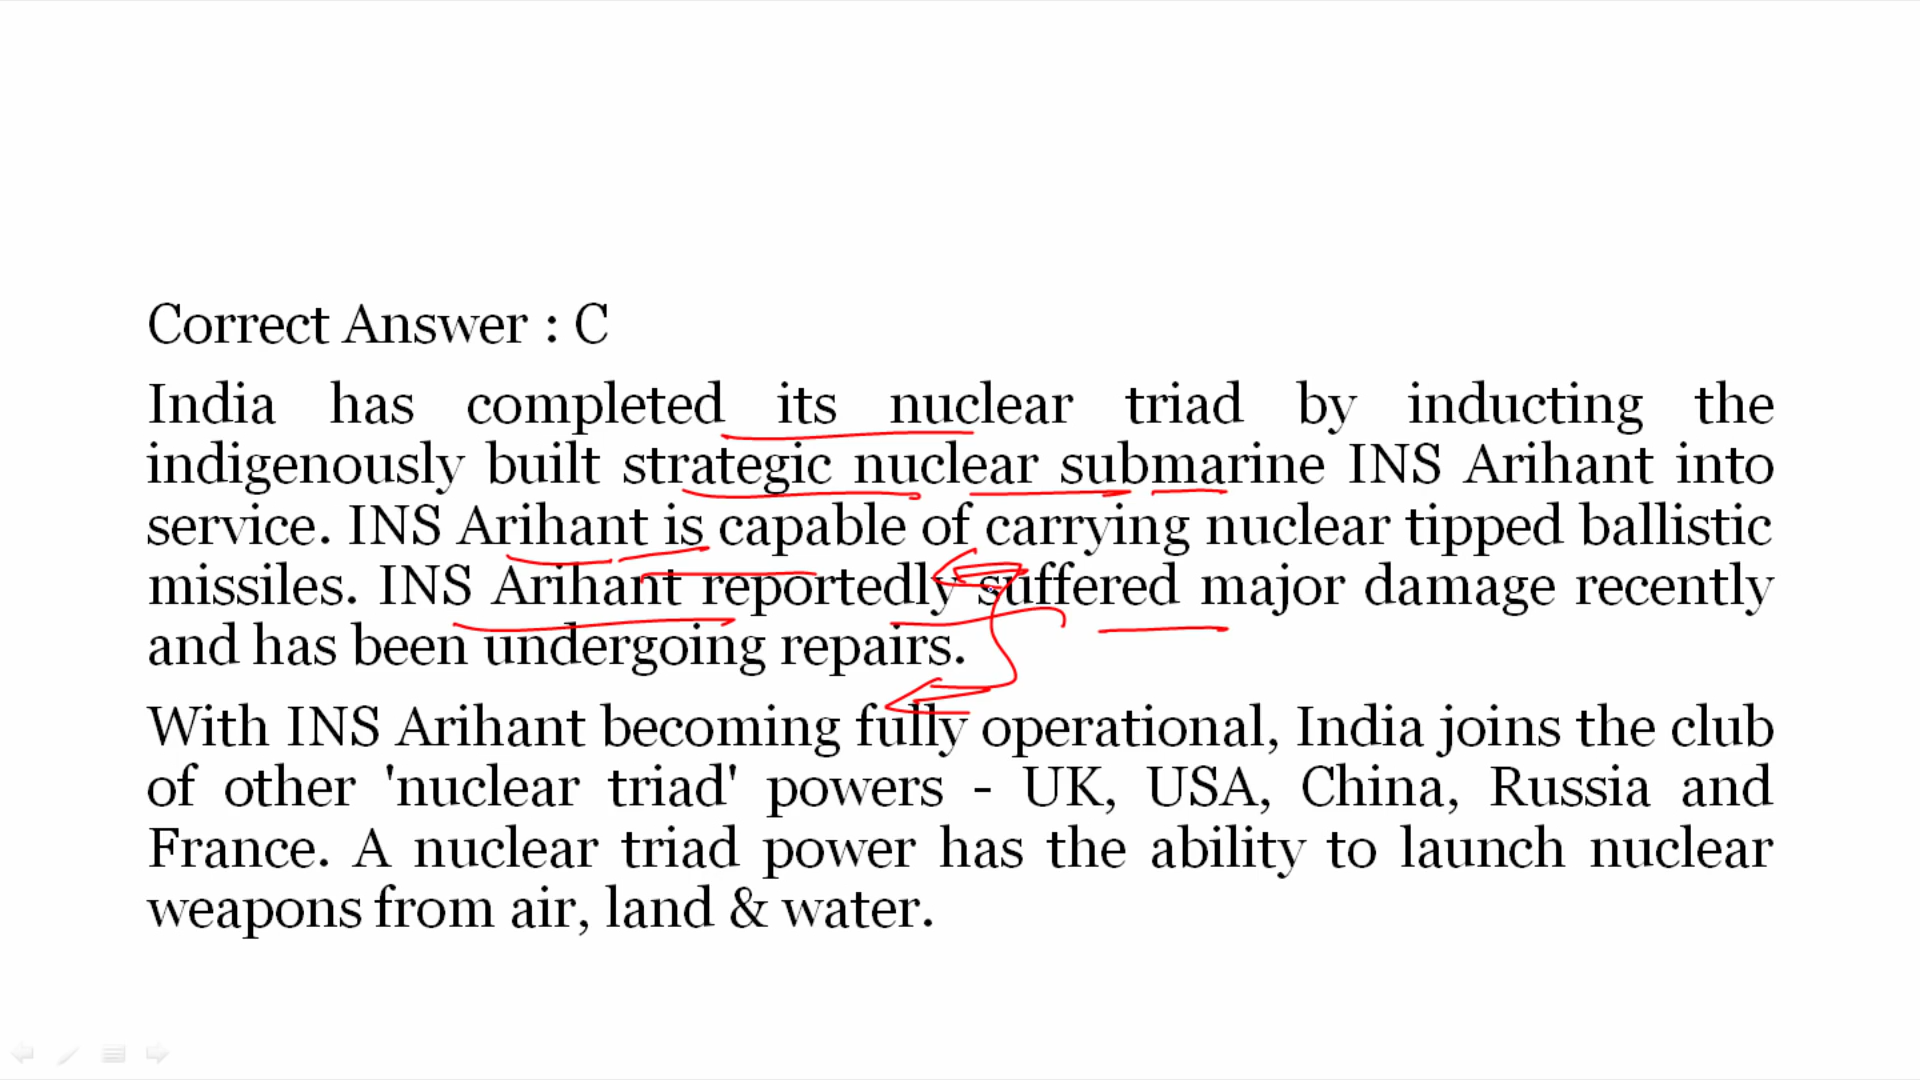 Correct Answer : C
India has completed its nuclear triad by inducting the
indigenously built strategic nuclear submarine INS Arihant into
service. INS Arihant is capable of carrying nuclear tipped ballistic
missiles. INS Arihant reportedly suffered major damage recently
and has been undergoing repairs.
With INS Arihant becoming fully operational, India joins the club
of other 'nuclear triad' powers - UK, USA, China, Russia and
France. A nuclear triad power has the ability to launch nuclear
weapons from air, land & water.